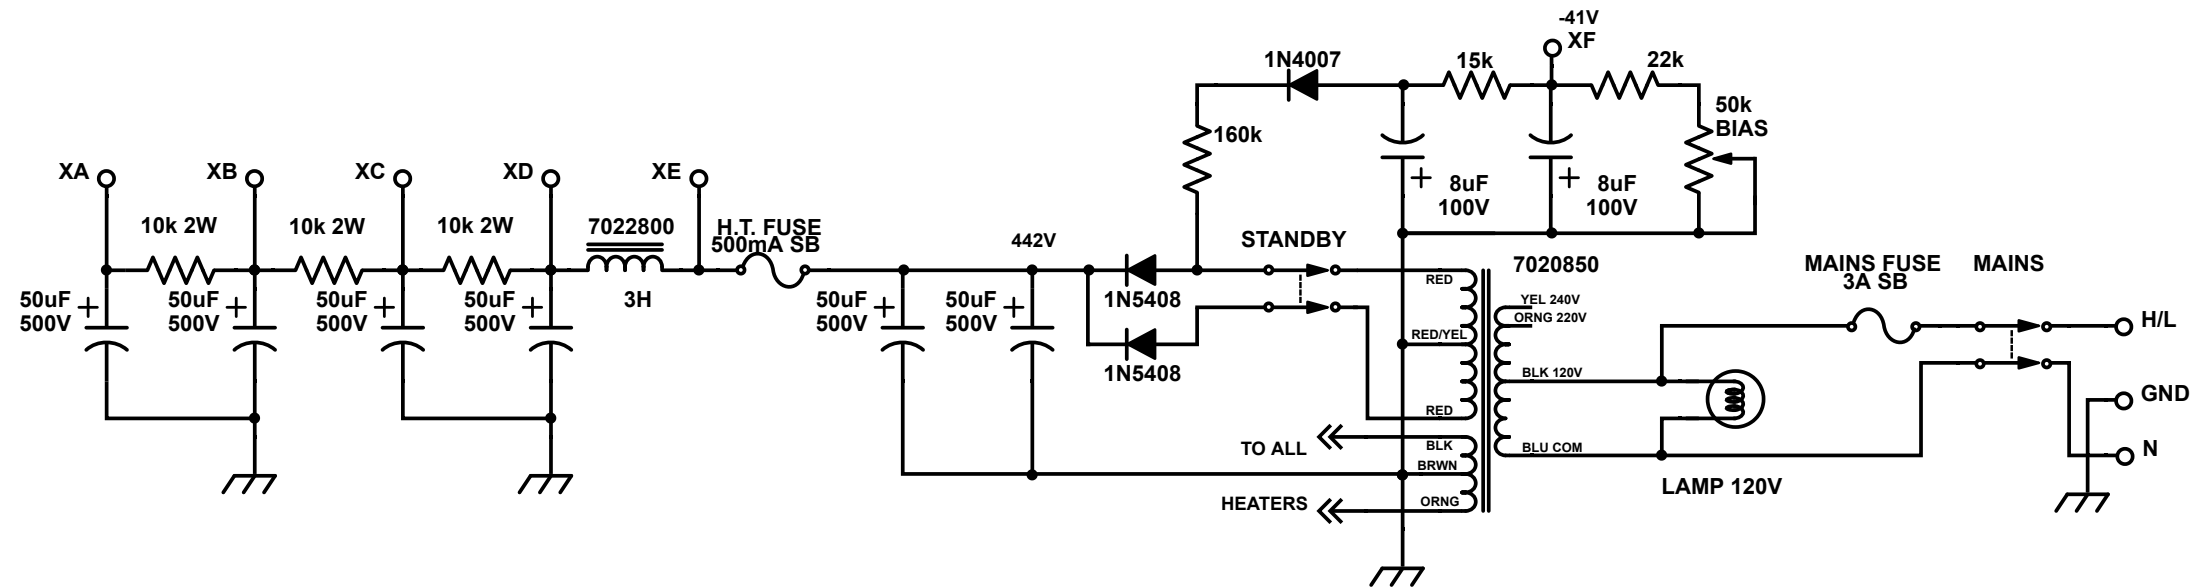 -41V
XF
1N4007
15k
22k
50k
BIAS
160k
XA
XB
XC
XD
XE
8uF
100V
8uF
100V
10k 2W
10k 2W
10k 2W
7022800
H.T. FUSE
500mA SB
442V
STANDBY
7020850
MAINS FUSE
3A SB
MAINS
RED
YEL 240V
ORNG 220V
50uF
500V
50uF
500V
50uF
500V
50uF
500V
3H
50uF
500V
50uF
500V
1N5408
1N5408
RED/YEL
H/L
BLK 120V
GND
RED
TO ALL
BLK
BLU COM
N
BRWN
LAMP 120V
HEATERS
ORNG